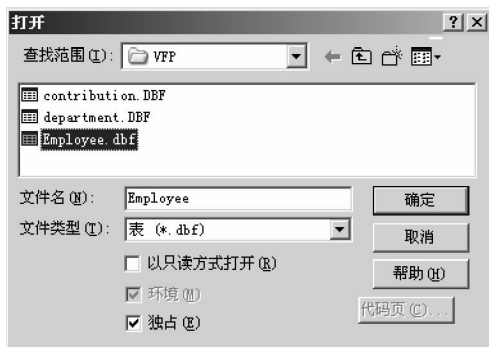 打开
查找范围(I): VFP
contribution.DBF
department.DBF
Employee.dbf
文件名(N): Employee 确定
文件类型(T): 表 (*.dbf) 取消
以只读方式打开(R) 帮助(H)
环境(M) 代码页(C)...
独占(E)